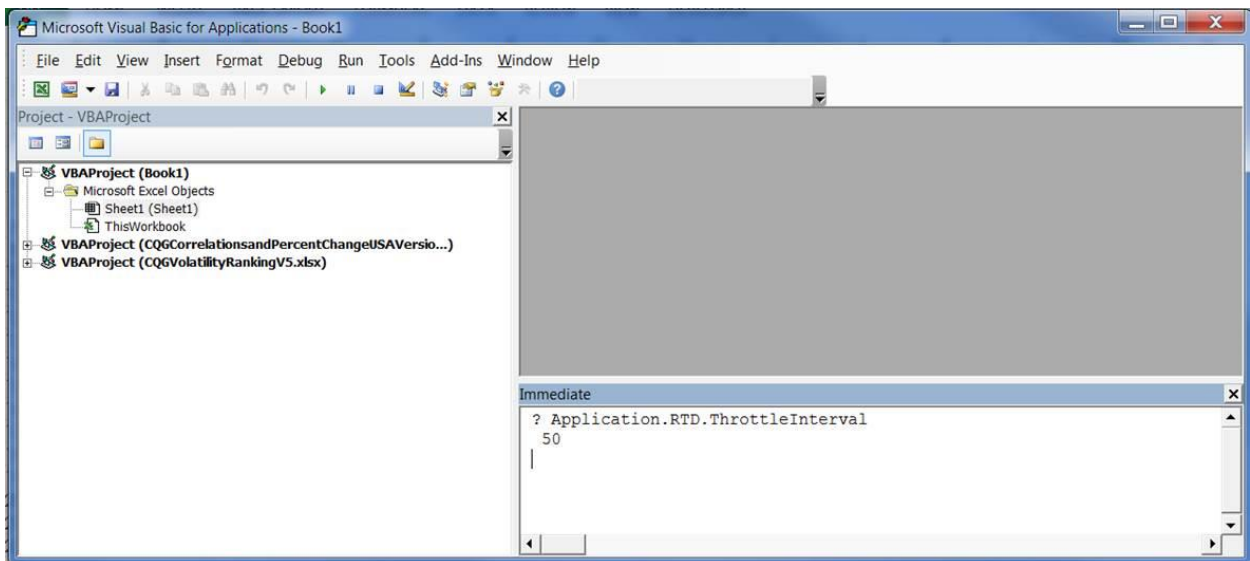 Microsoft Visual Basic for Applications - Book1
File Edit View Insert Format Debug Run Tools Add-Ins Window Help
Project - VBAProject
VBAProject (Book1)
Microsoft Excel Objects
Sheet1 (Sheet1)
ThisWorkbook
VBAProject (CQGCorrelationsandPercentChangeUSAVersio...)
VBAProject (CQGVolatilityRankingV5.xlsx)
Immediate
? Application.RTD.ThrottleInterval
50